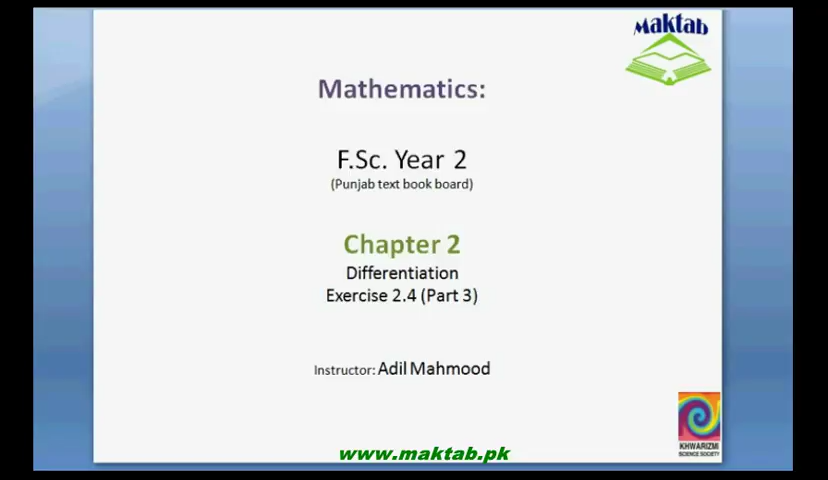 Maktab
Mathematics:
F.Sc. Year 2
(Punjab text book board)
Chapter 2
Differentiation
Exercise 2.4 (Part 3)
Instructor: Adil Mahmood
KHWARIZMI
SCIENCE SOCIETY
www.maktab.pk